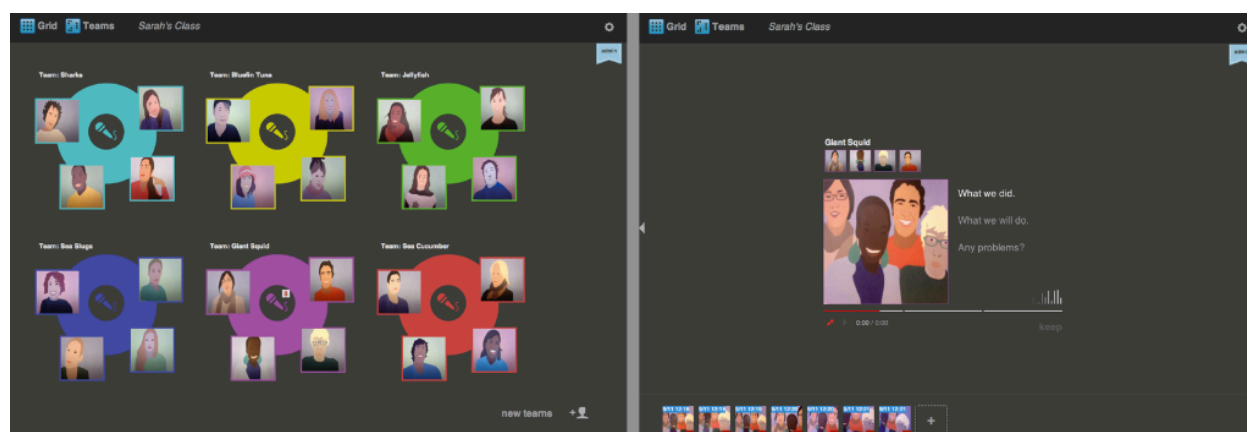 Grid Teams Sarah's Class
Team: Sharks
Team: Bluefin Tuna
Team: Jellyfish
Team: Sea Slugs
Team: Giant Squid
Team: Sea Cucumber
new teams
Grid Teams Sarah's Class
Giant Squid
What we did.
What we will do.
Any problems?
0:00 / 0:00
keep